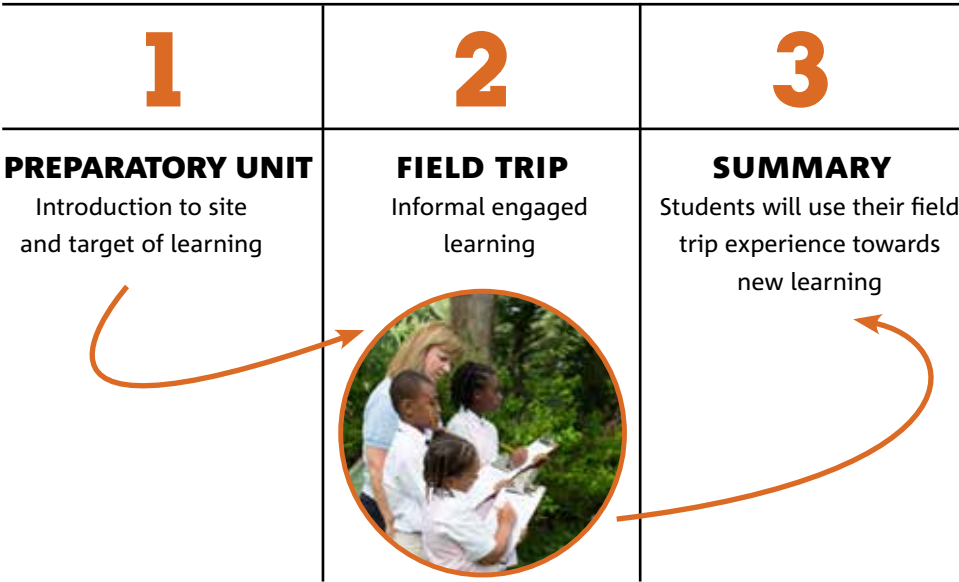 1
PREPARATORY UNIT
Introduction to site
and target of learning
2
FIELD TRIP
Informal engaged
learning
3
SUMMARY
Students will use their field
trip experience towards
new learning